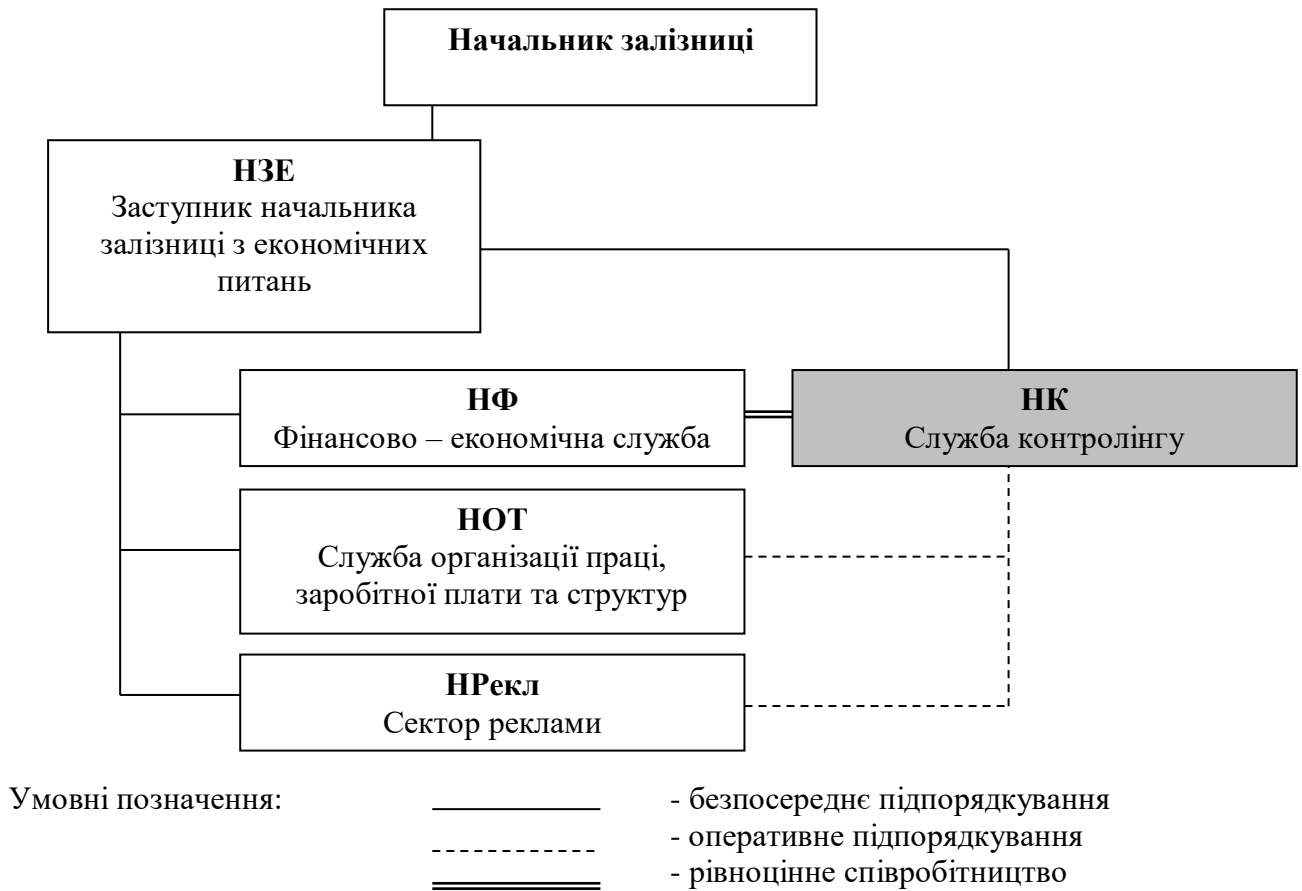 Начальник залізниці
НЗЕ
Заступник начальника
залізниці з економічних
питань
НФ
Фінансово – економічна служба
НК
Служба контролінгу
НОТ
Служба організації праці,
заробітної плати та структур
НРекл
Сектор реклами
Умовні позначення:
- безпосереднє підпорядкування
- оперативне підпорядкування
- рівноцінне співробітництво